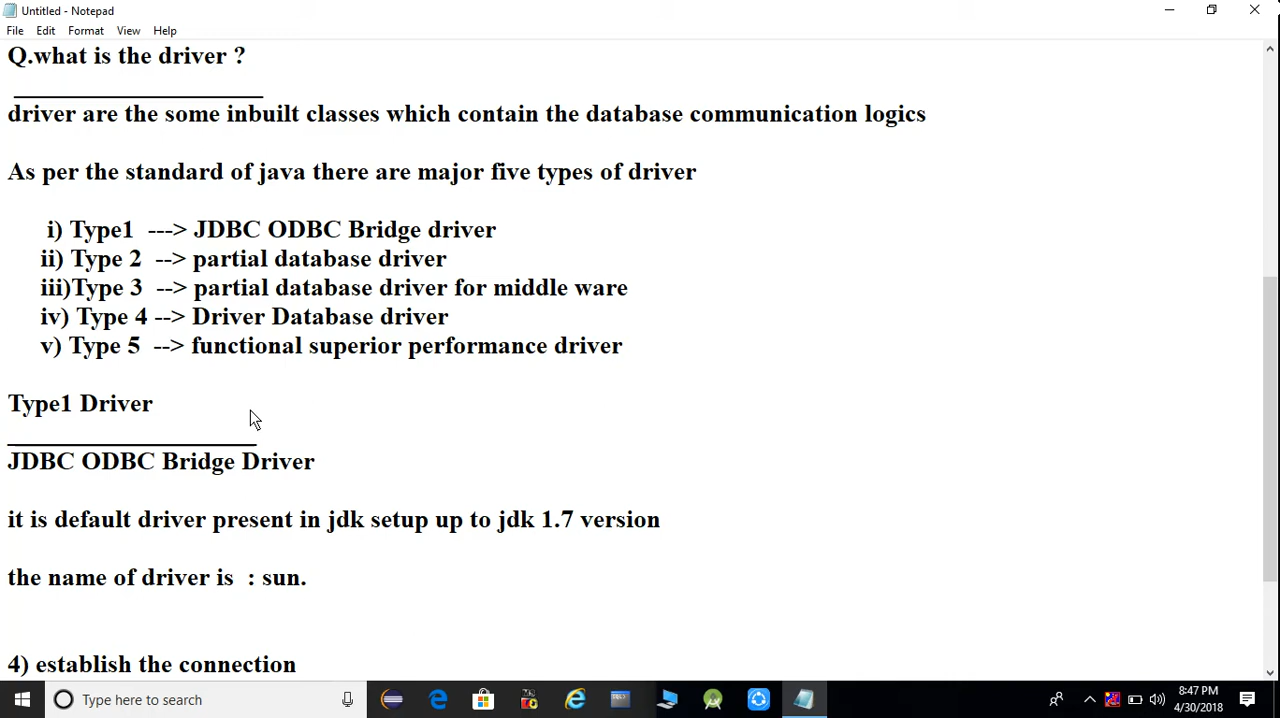 Untitled - Notepad
File Edit Format View Help
Q.what is the driver ?
driver are the some inbuilt classes which contain the database communication logics
As per the standard of java there are major five types of driver
i) Type1 ---> JDBC ODBC Bridge driver
ii) Type 2 --> partial database driver
iii)Type 3 --> partial database driver for middle ware
iv) Type 4 --> Driver Database driver
v) Type 5 --> functional superior performance driver
Type1 Driver
JDBC ODBC Bridge Driver
it is default driver present in jdk setup up to jdk 1.7 version
the name of driver is : sun.
4) establish the connection
Type here to search
8:47 PM
4/30/2018